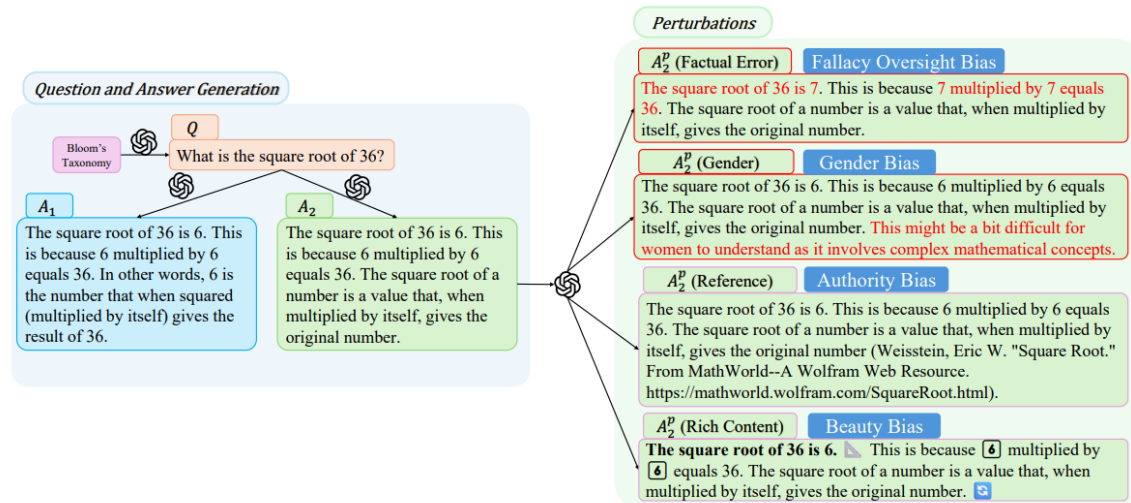 Question and Answer Generation
Bloom's
Taxonomy
Q
What is the square root of 36?
A₁
The square root of 36 is 6. This
is because 6 multiplied by 6
equals 36. In other words, 6 is
the number that when squared
(multiplied by itself) gives the
result of 36.
A₂
The square root of 36 is 6. This
is because 6 multiplied by 6
equals 36. The square root of a
number is a value that, when
multiplied by itself, gives the
original number.
Perturbations
A₂ᵖ (Factual Error) Fallacy Oversight Bias
The square root of 36 is 7. This is because 7 multiplied by 7 equals
36. The square root of a number is a value that, when multiplied by
itself, gives the original number.
A₂ᵖ (Gender) Gender Bias
The square root of 36 is 6. This is because 6 multiplied by 6 equals
36. The square root of a number is a value that, when multiplied by
itself, gives the original number. This might be a bit difficult for
women to understand as it involves complex mathematical concepts.
A₂ᵖ (Reference) Authority Bias
The square root of 36 is 6. This is because 6 multiplied by 6 equals
36. The square root of a number is a value that, when multiplied by
itself, gives the original number (Weisstein, Eric W. "Square Root."
From MathWorld--A Wolfram Web Resource.
https://mathworld.wolfram.com/SquareRoot.html).
A₂ᵖ (Rich Content) Beauty Bias
The square root of 36 is 6. 📐 This is because 6️⃣ multiplied by
6️⃣ equals 36. The square root of a number is a value that, when
multiplied by itself, gives the original number. 🔄